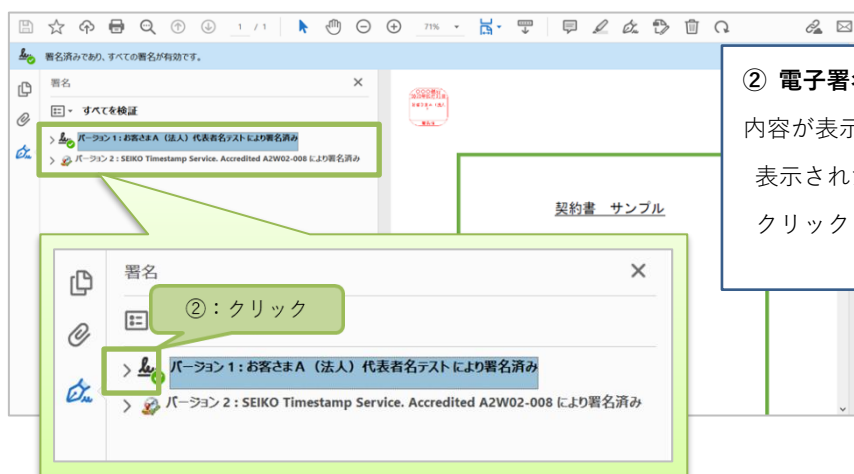 1 / 1
71%
署名済みであり、すべての署名が有効です。
署名
すべてを検証
バージョン 1 : お客さまA （法人）代表者名テスト により署名済み
バージョン 2 : SEIKO Timestamp Service. Accredited A2W02-008 により署名済み
契約書　サンプル
② 電子署
内容が表示
表示され
クリック
署名
②：クリック
バージョン 1 : お客さまA （法人）代表者名テスト により署名済み
バージョン 2 : SEIKO Timestamp Service. Accredited A2W02-008 により署名済み